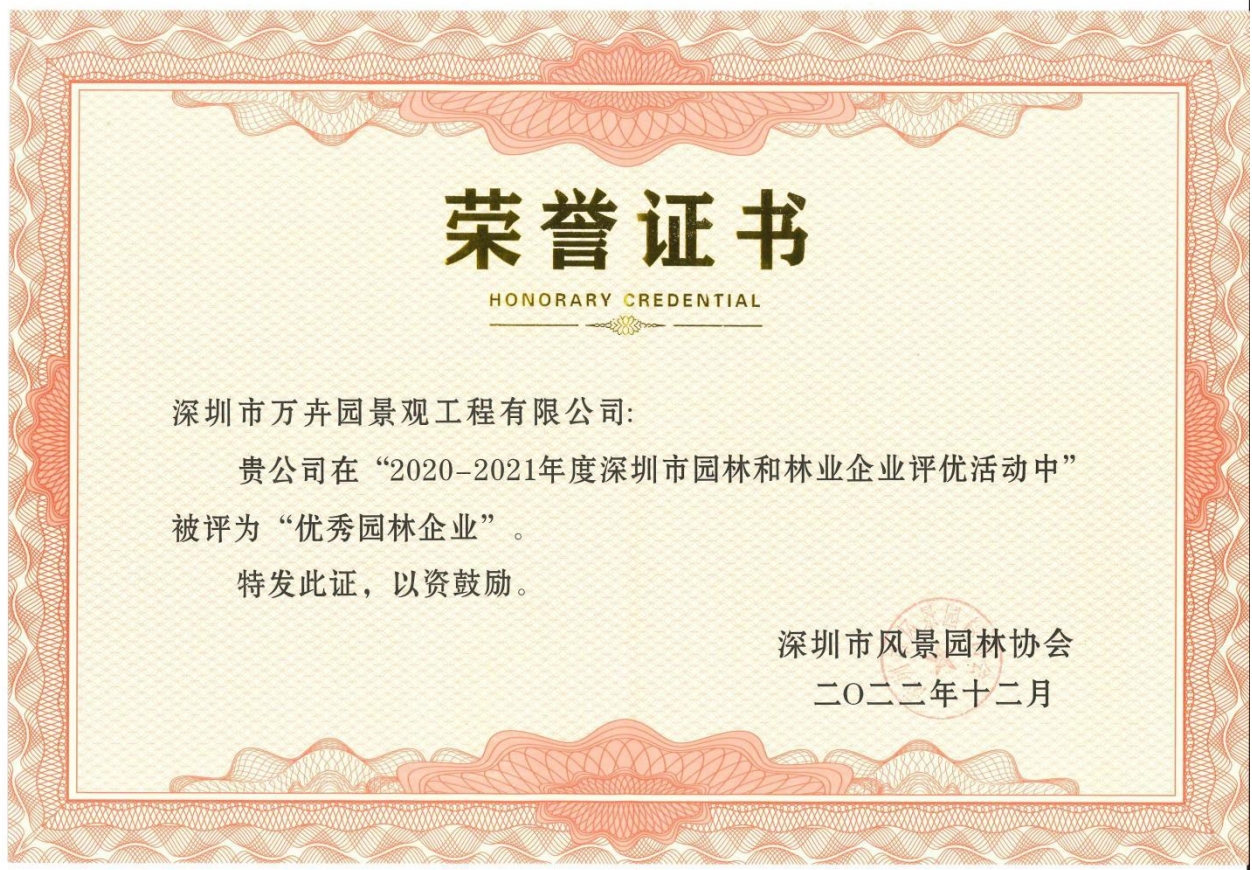 荣誉证书
HONORARY CREDENTIAL
深圳市万卉园景观工程有限公司:
贵公司在“2020-2021年度深圳市园林和林业企业评优活动中”
被评为“优秀园林企业”。
特发此证，以资鼓励。
深圳市风景园林协会
二〇二二年十二月